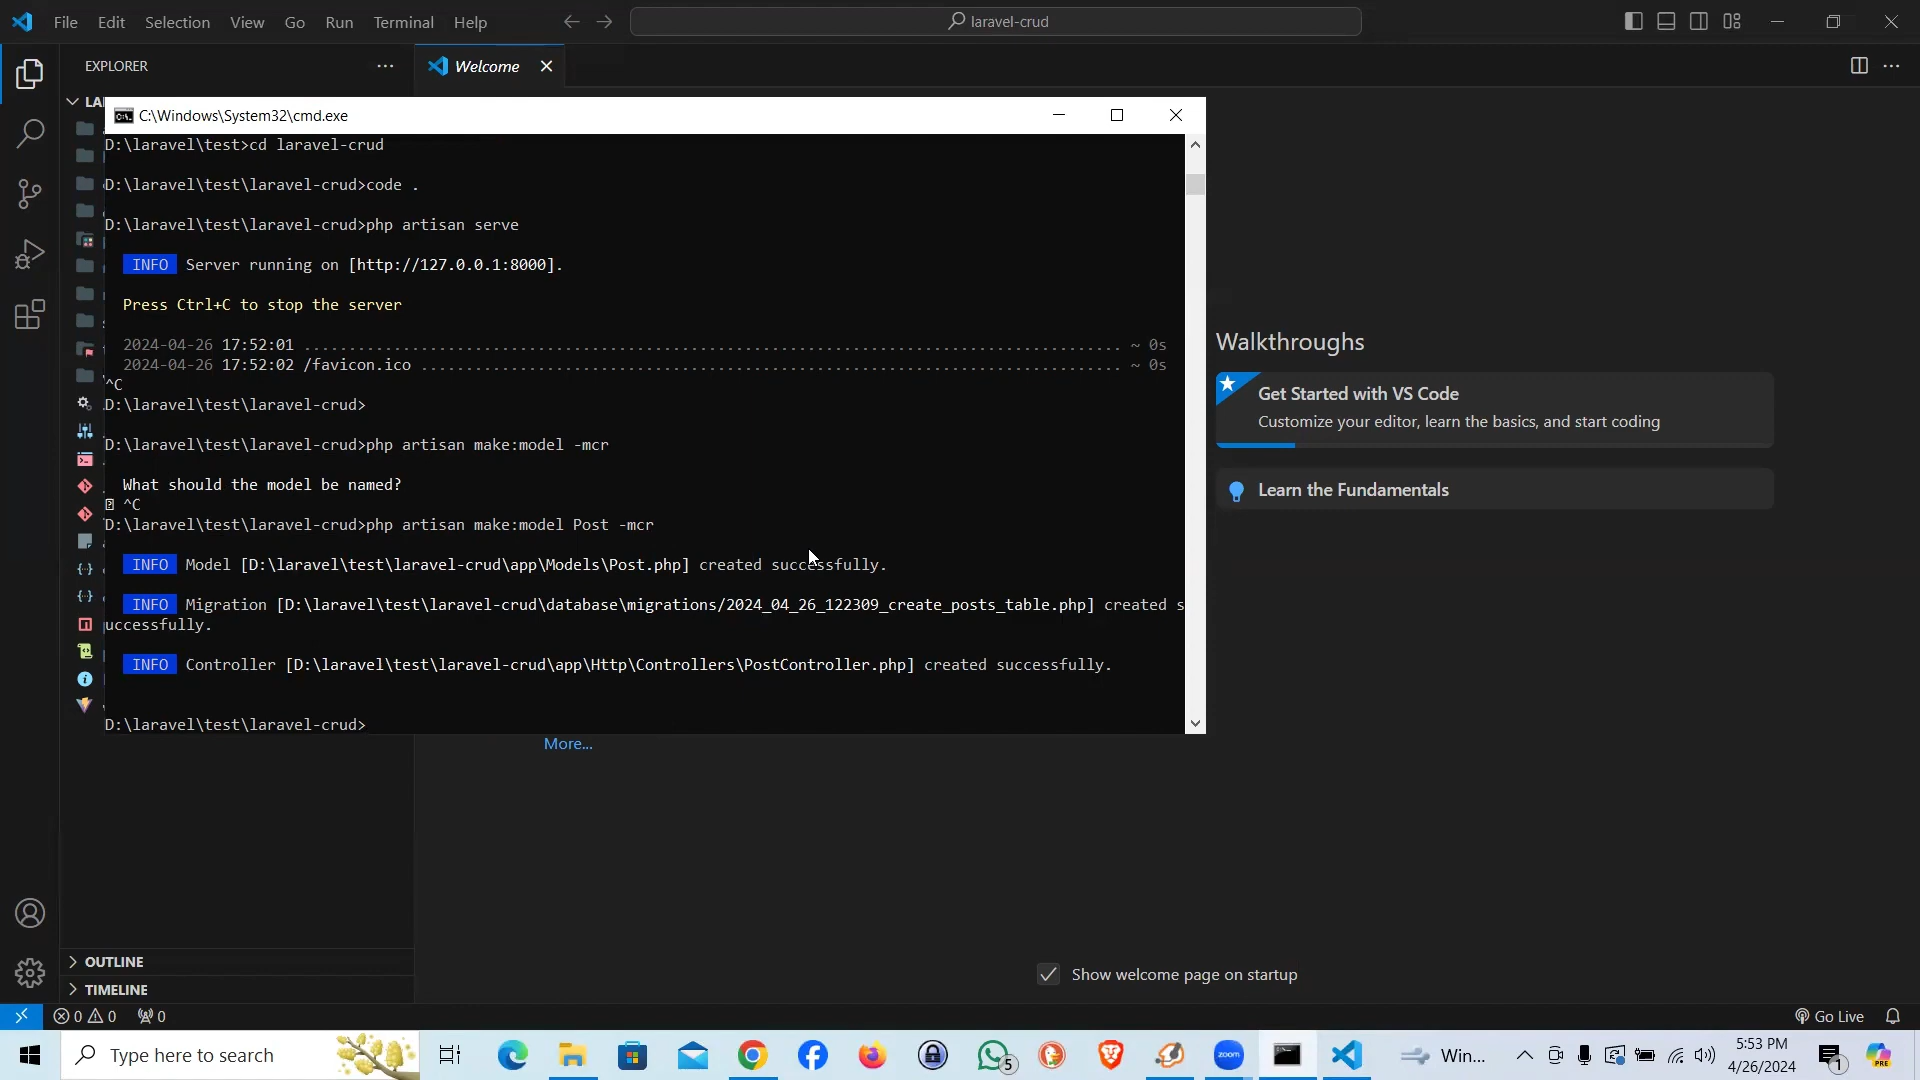 File Edit Selection View Go Run Terminal Help
laravel-crud
EXPLORER
Welcome
LA
C:\Windows\System32\cmd.exe
D:\laravel\test>cd laravel-crud
D:\laravel\test\laravel-crud>code .
D:\laravel\test\laravel-crud>php artisan serve
INFO Server running on [http://127.0.0.1:8000].
Press Ctrl+C to stop the server
2024-04-26 17:52:01 ........................................................................................... ~ 0s
2024-04-26 17:52:02 /favicon.ico .............................................................................. ~ 0s
^C
D:\laravel\test\laravel-crud>
D:\laravel\test\laravel-crud>php artisan make:model -mcr
What should the model be named?
^C
D:\laravel\test\laravel-crud>php artisan make:model Post -mcr
INFO Model [D:\laravel\test\laravel-crud\app\Models\Post.php] created successfully.
INFO Migration [D:\laravel\test\laravel-crud\database\migrations/2024_04_26_122309_create_posts_table.php] created s
uccessfully.
INFO Controller [D:\laravel\test\laravel-crud\app\Http\Controllers\PostController.php] created successfully.
D:\laravel\test\laravel-crud>
Walkthroughs
Get Started with VS Code
Customize your editor, learn the basics, and start coding
Learn the Fundamentals
More...
Show welcome page on startup
OUTLINE
TIMELINE
0 0 0
Go Live
Type here to search
5
zoom
Win...
5:53 PM
4/26/2024
1
PRE